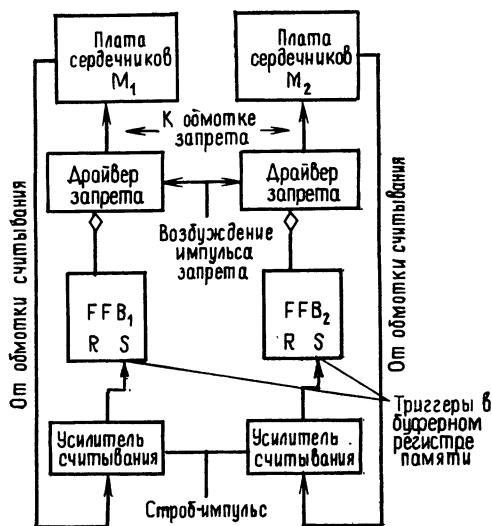 Плата
сердечников
M1
Плата
сердечников
M2
К обмотке
запрета
Драйвер
запрета
Драйвер
запрета
Возбуждение
импульса
запрета
От обмотки считывания
От обмотки считывания
FFB1
R S
FFB2
R S
Триггеры в
буферном
регистре
памяти
Усилитель
считывания
Усилитель
считывания
Строб-импульс